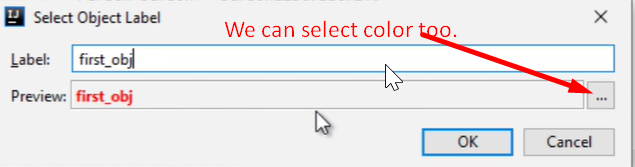 Select Object Label
We can select color too.
Label: first_obj
Preview: first_obj ...
OK Cancel